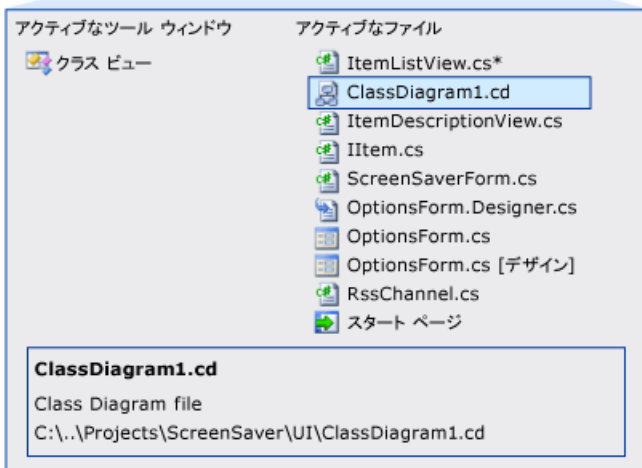 アクティブなツール ウィンドウ
クラス ビュー
アクティブなファイル
ItemListView.cs*
ClassDiagram1.cd
ItemDescriptionView.cs
IItem.cs
ScreenSaverForm.cs
OptionsForm.Designer.cs
OptionsForm.cs
OptionsForm.cs [デザイン]
RssChannel.cs
スタート ページ
ClassDiagram1.cd
Class Diagram file
C:\..\Projects\ScreenSaver\UI\ClassDiagram1.cd